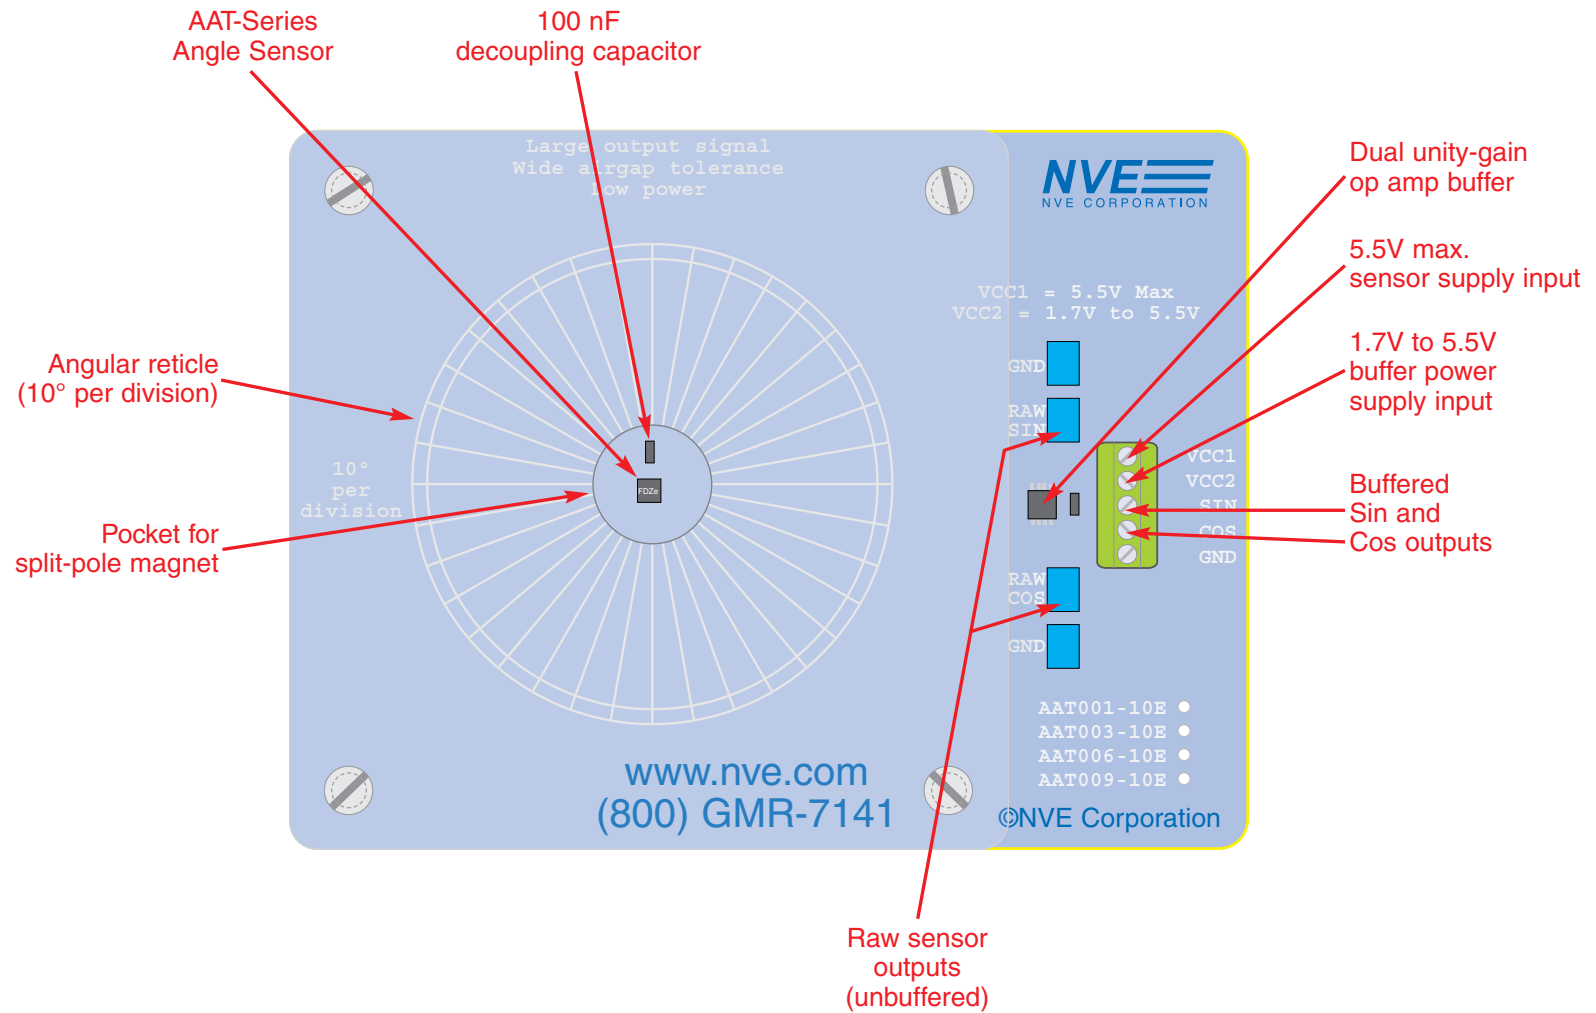 AAT-Series
Angle Sensor
100 nF
decoupling capacitor
Large output signal
Wide airgap tolerance
Low power
NVE
NVE CORPORATION
Dual unity-gain
op amp buffer
5.5V max.
sensor supply input
VCC1 = 5.5V Max
VCC2 = 1.7V to 5.5V
1.7V to 5.5V
buffer power
supply input
Angular reticle
(10° per division)
GND
RAW
SIN
10°
per
division
FDZe
VCC1
VCC2
SIN
COS
GND
Buffered
Sin and
Cos outputs
Pocket for
split-pole magnet
RAW
COS
GND
AAT001-10E
AAT003-10E
AAT006-10E
AAT009-10E
www.nve.com
(800) GMR-7141
©NVE Corporation
Raw sensor
outputs
(unbuffered)